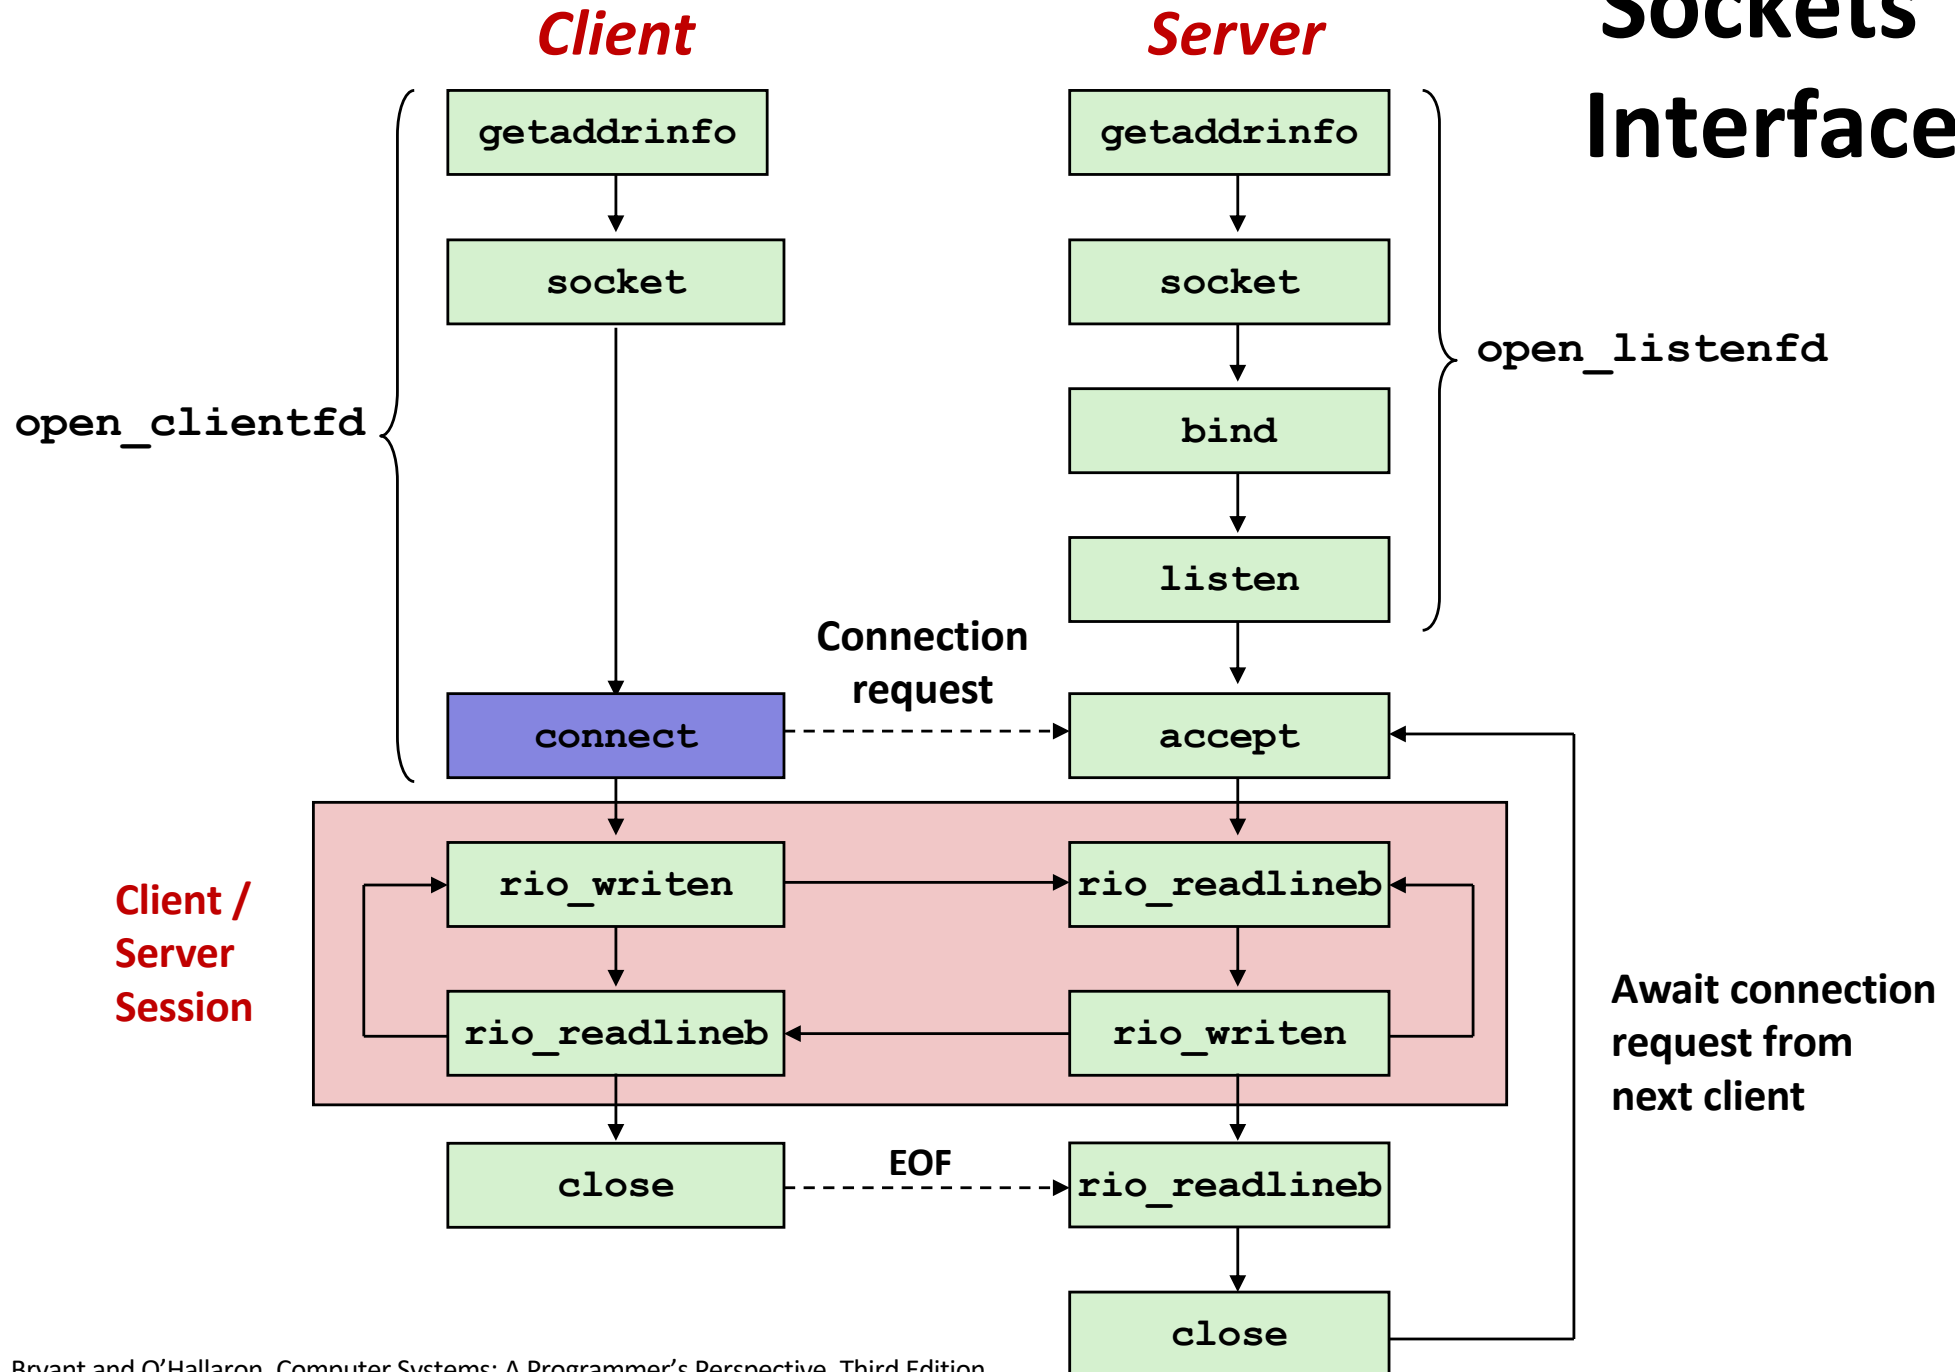 Client
Server
Sockets
Interface
getaddrinfo
getaddrinfo
socket
socket
open_listenfd
open_clientfd
bind
listen
Connection
request
connect
accept
rio_writen
rio_readlineb
Client /
Server
Session
rio_readlineb
rio_writen
Await connection
request from
next client
close
EOF
rio_readlineb
close
Bryant and O'Hallaron, Computer Systems: A Programmer's Perspective, Third Edition